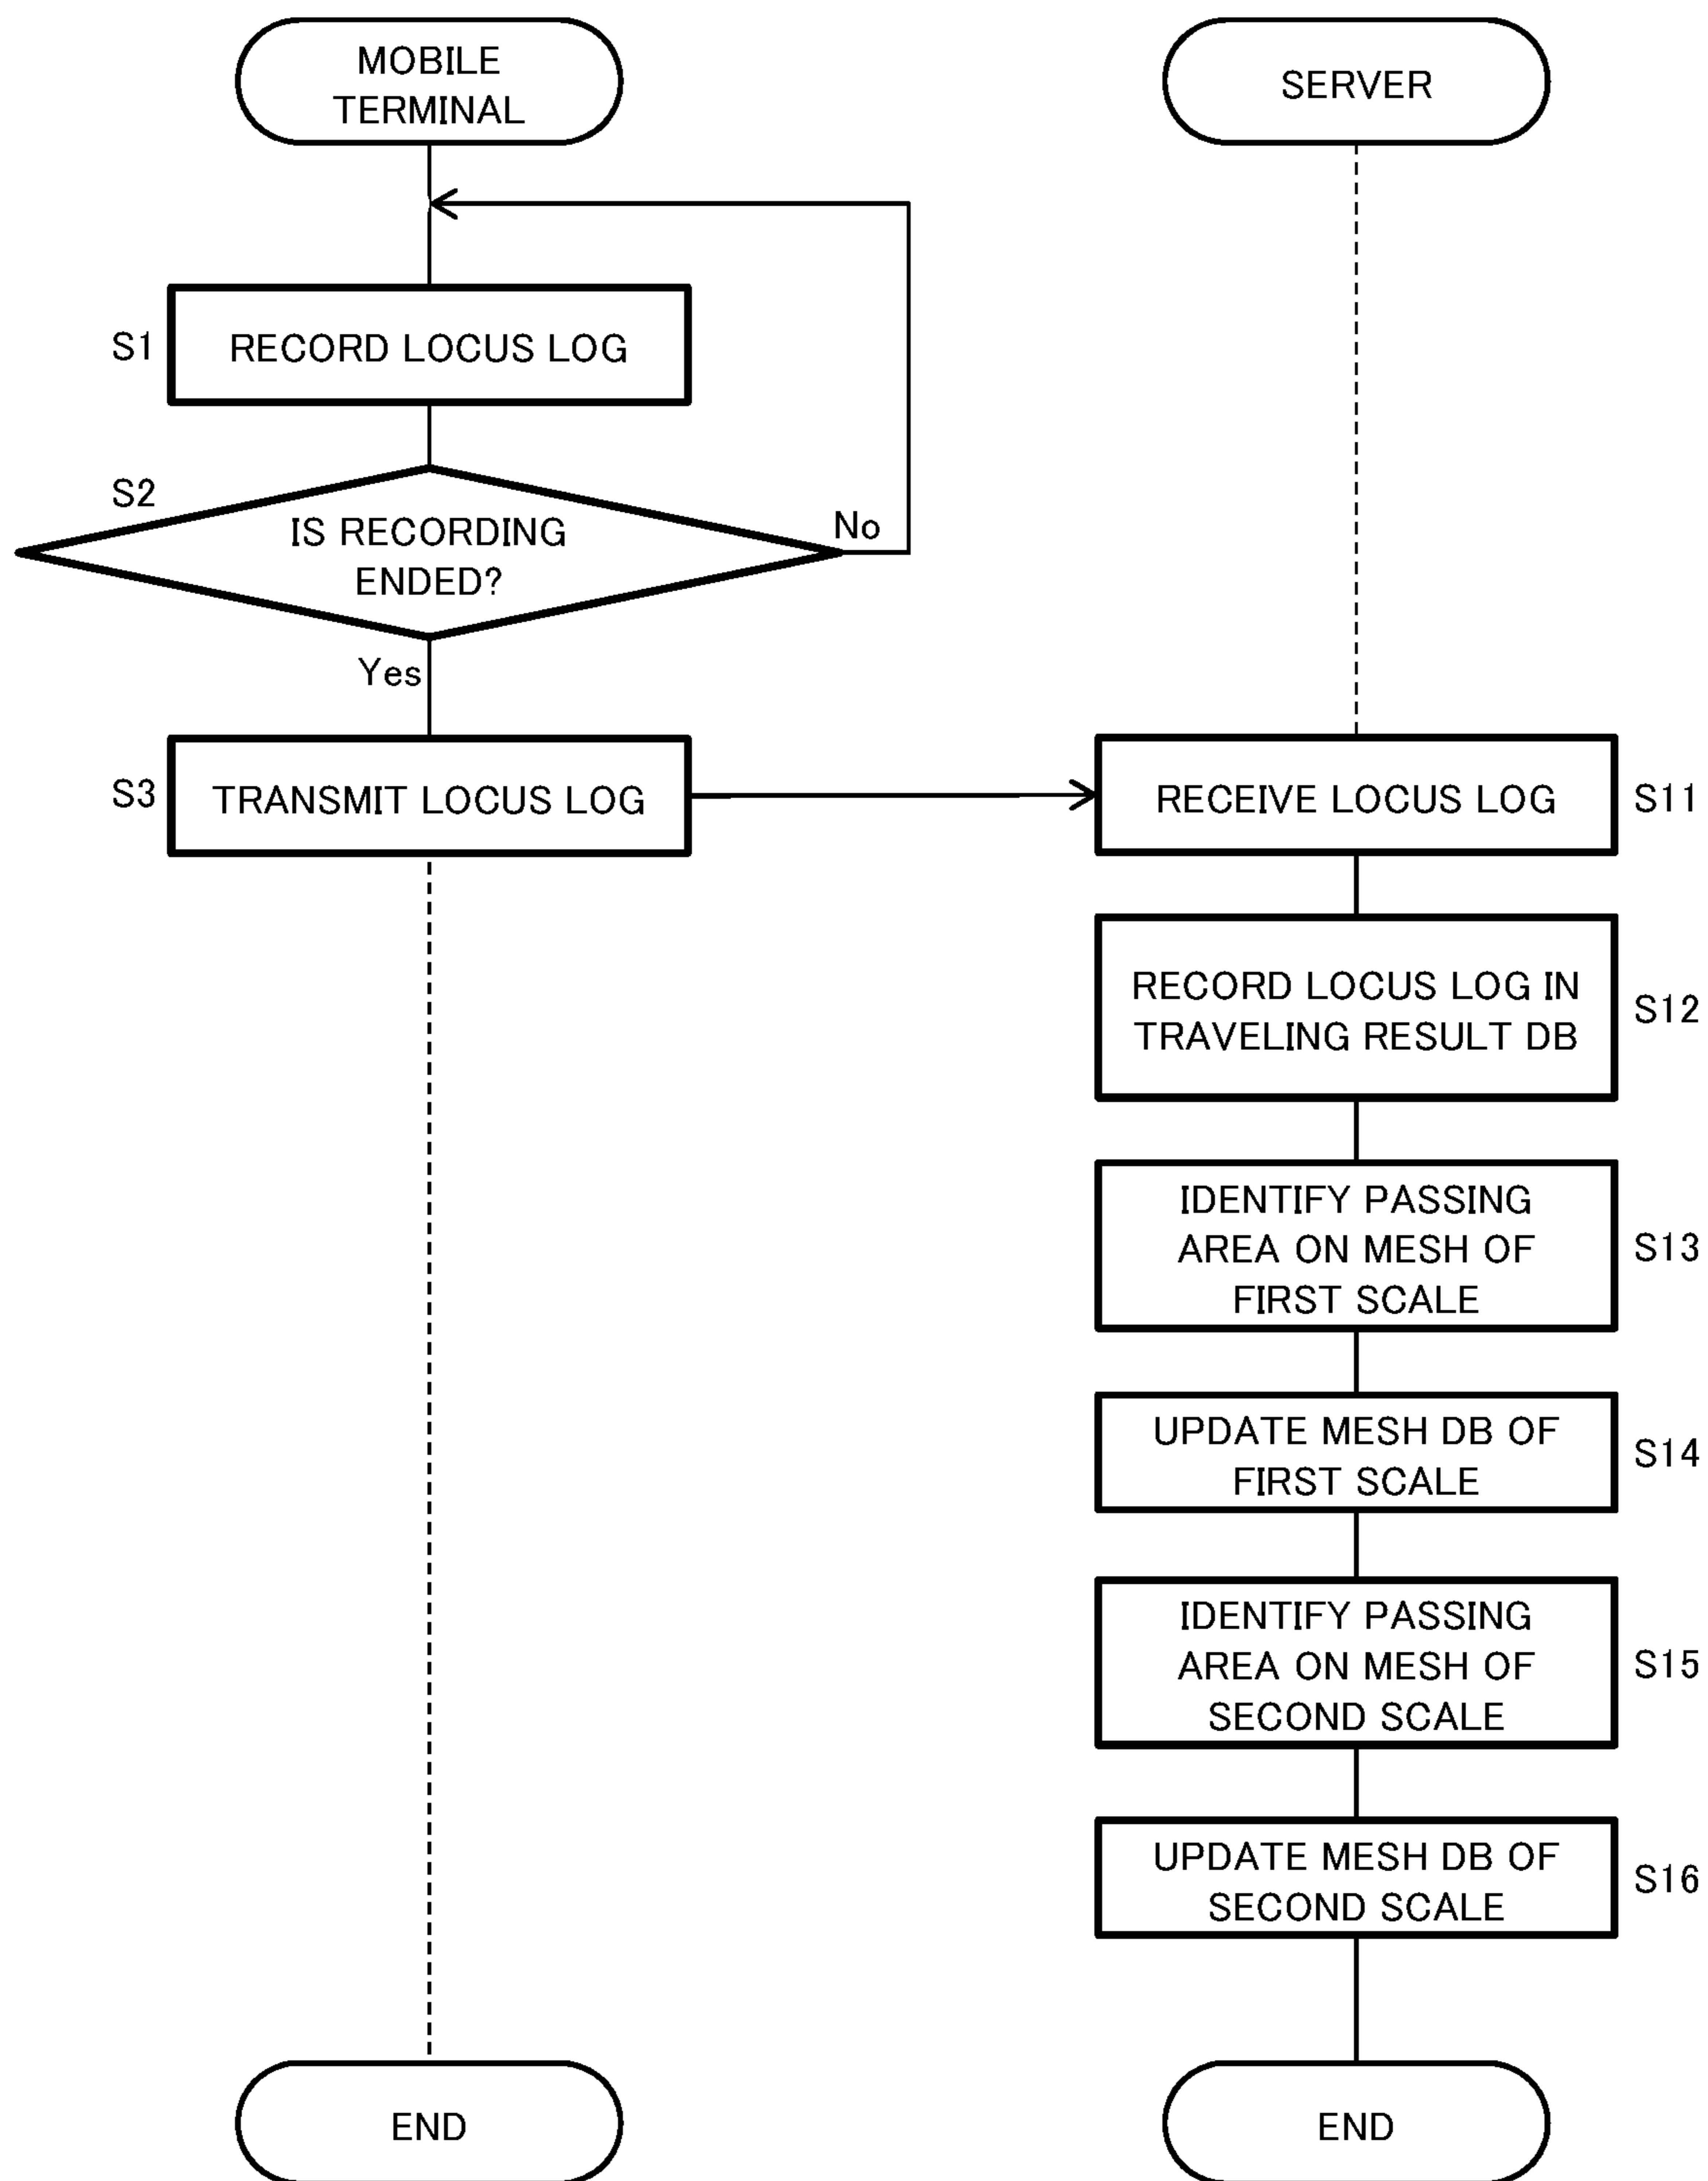 MOBILE
TERMINAL
S1
RECORD LOCUS LOG
S2
IS RECORDING
ENDED?
No
Yes
S3
TRANSMIT LOCUS LOG
END
SERVER
RECEIVE LOCUS LOG
S11
RECORD LOCUS LOG IN
TRAVELING RESULT DB
S12
IDENTIFY PASSING
AREA ON MESH OF
FIRST SCALE
S13
UPDATE MESH DB OF
FIRST SCALE
S14
IDENTIFY PASSING
AREA ON MESH OF
SECOND SCALE
S15
UPDATE MESH DB OF
SECOND SCALE
S16
END